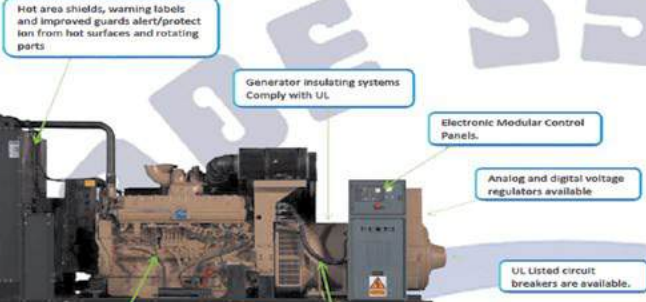 Hot area shields, warning labels
and improved guards alert/protect
ion from hot surfaces and rotating
parts
Generator insulating systems
Comply with UL
Electronic Modular Control
Panels.
Analog and digital voltage
regulators available
UL Listed circuit
breakers are available.